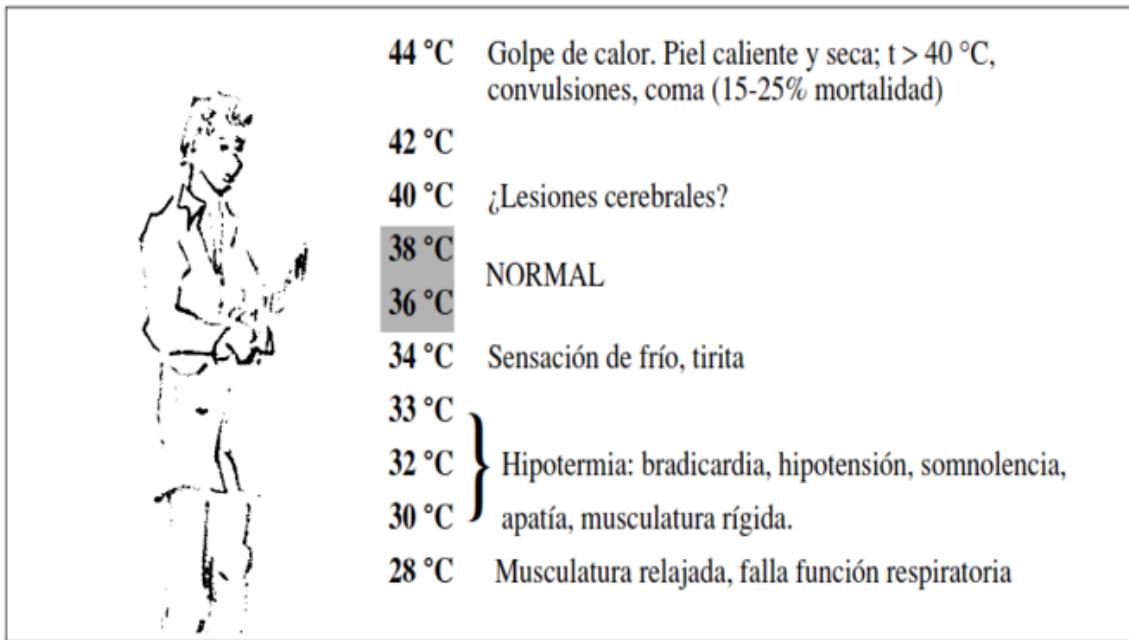 44 °C Golpe de calor. Piel caliente y seca; t > 40 °C,
convulsiones, coma (15-25% mortalidad)
42 °C
40 °C ¿Lesiones cerebrales?
38 °C
NORMAL
36 °C
34 °C Sensación de frío, tirita
33 °C
32 °C Hipotermia: bradicardia, hipotensión, somnolencia,
30 °C apatía, musculatura rígida.
28 °C Musculatura relajada, falla función respiratoria